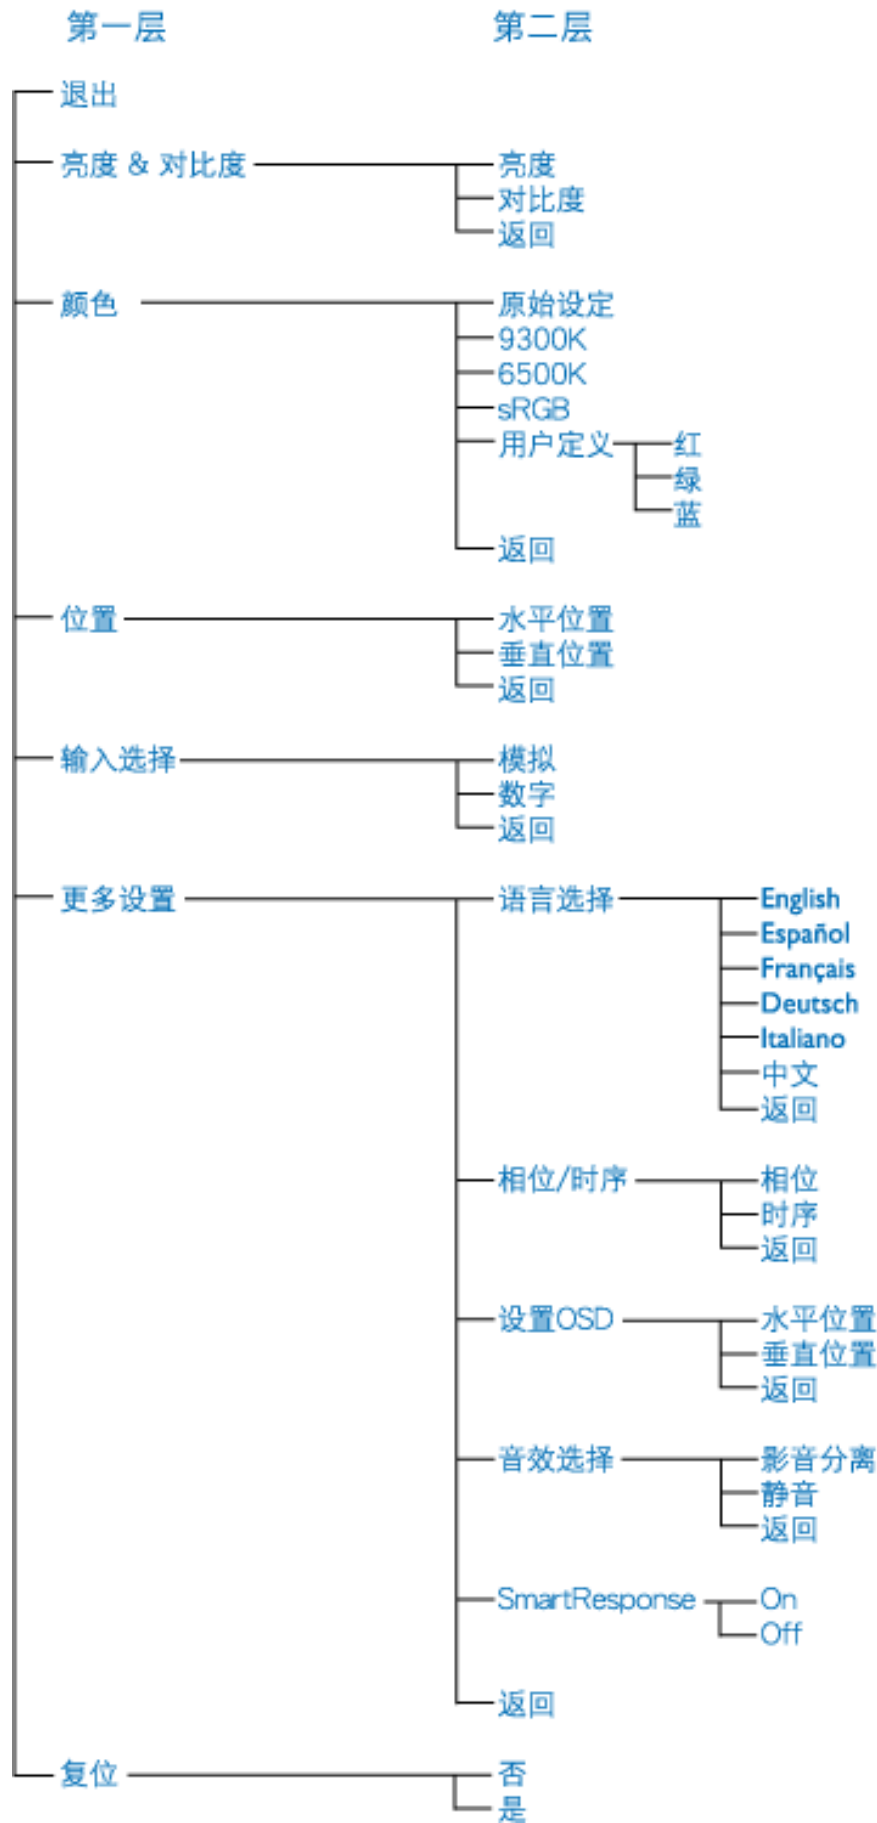 第一层 第二层
退出
亮度 & 对比度 亮度
对比度
返回
颜色 原始设定
9300K
6500K
sRGB
用户定义 红
绿
蓝
返回
位置 水平位置
垂直位置
返回
输入选择 模拟
数字
返回
更多设置 语言选择 English
Español
Français
Deutsch
Italiano
中文
返回
相位/时序 相位
时序
返回
设置OSD 水平位置
垂直位置
返回
音效选择 影音分离
静音
返回
SmartResponse On
Off
返回
复位 否
是